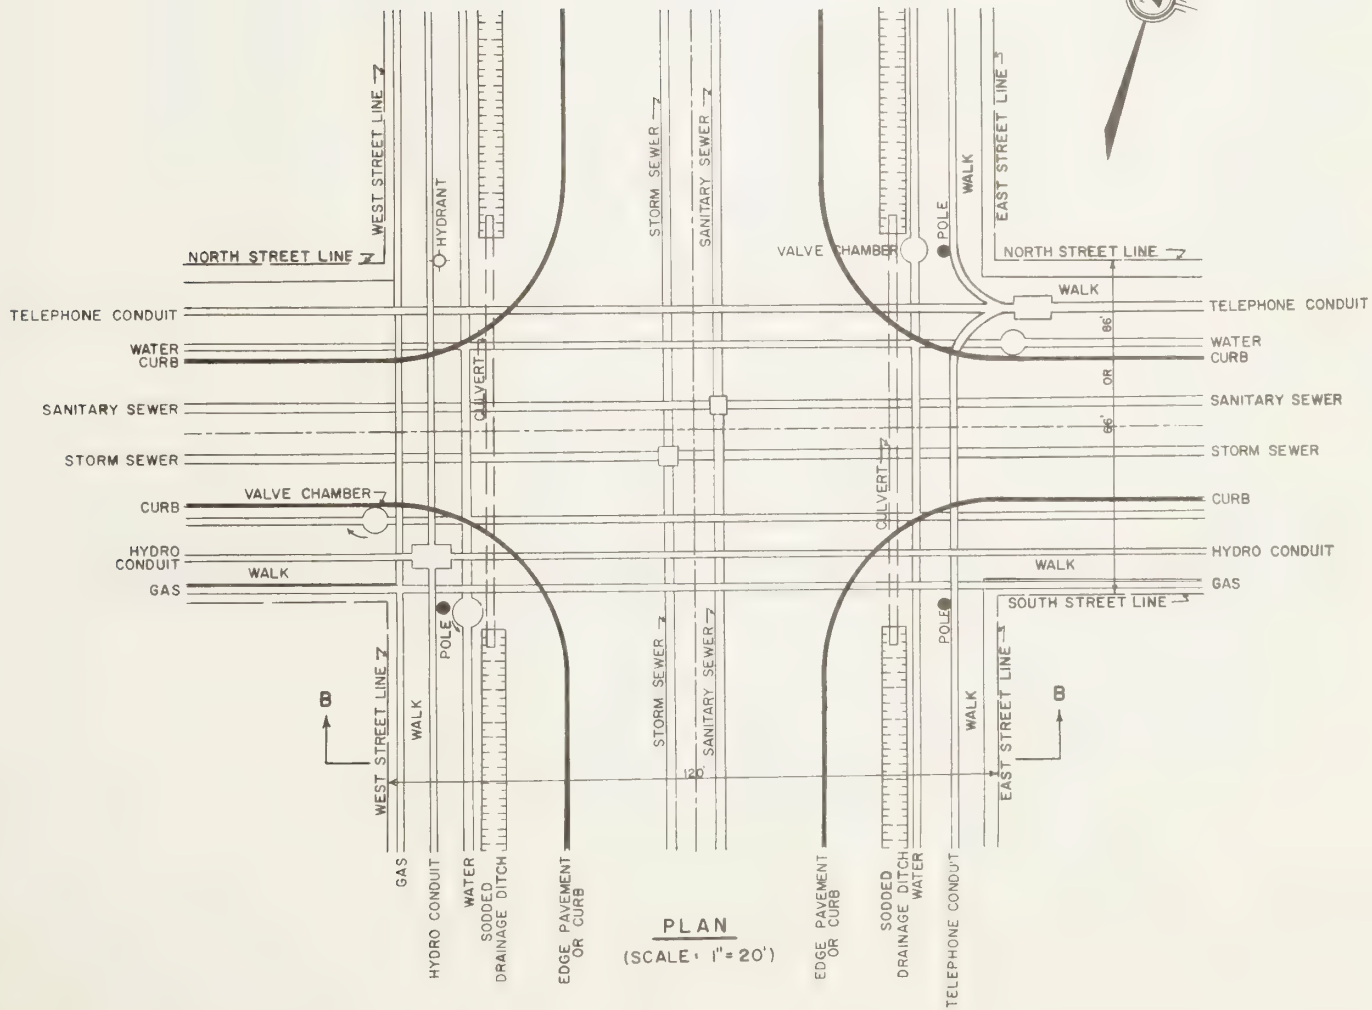 WEST STREET LINE
HYDRANT
STORM SEWER
SANITARY SEWER
WALK
EAST STREET LINE
POLE
VALVE CHAMBER
NORTH STREET LINE
NORTH STREET LINE
WALK
TELEPHONE CONDUIT
TELEPHONE CONDUIT
WATER
CURB
WATER
CURB
CULVERT
86'
OR
66'
SANITARY SEWER
SANITARY SEWER
STORM SEWER
STORM SEWER
VALVE CHAMBER
CURB
CURB
CULVERT
HYDRO
CONDUIT
HYDRO CONDUIT
WALK
WALK
GAS
GAS
SOUTH STREET LINE
POLE
POLE
STORM SEWER
SANITARY SEWER
WEST STREET LINE
WALK
WALK
EAST STREET LINE
B
B
120'
GAS
HYDRO CONDUIT
WATER
SODDED
DRAINAGE DITCH
EDGE PAVEMENT
OR CURB
EDGE PAVEMENT
OR CURB
SODDED
DRAINAGE DITCH
WATER
TELEPHONE CONDUIT
PLAN
(SCALE: 1"=20')